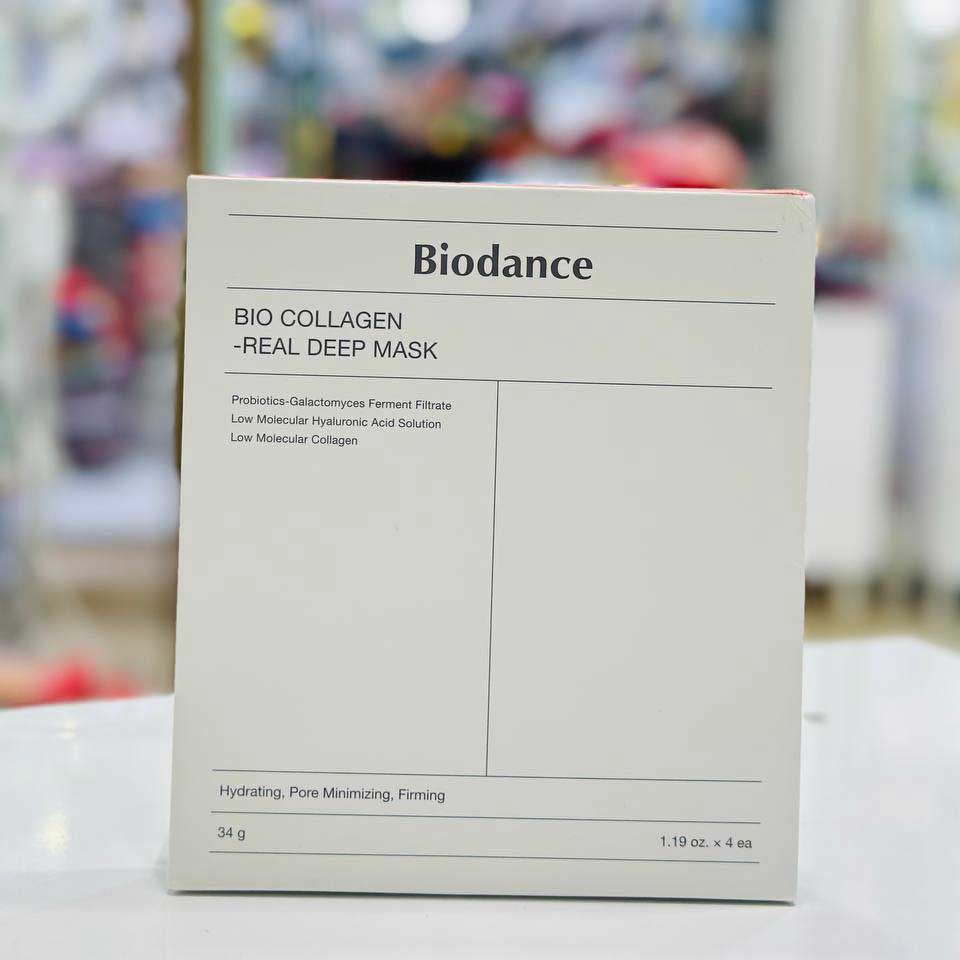 Biodance
BIO COLLAGEN
-REAL DEEP MASK
Probiotics-Galactomyces Ferment Filtrate
Low Molecular Hyaluronic Acid Solution
Low Molecular Collagen
Hydrating, Pore Minimizing, Firming
34 g
1.19 oz. × 4 ea